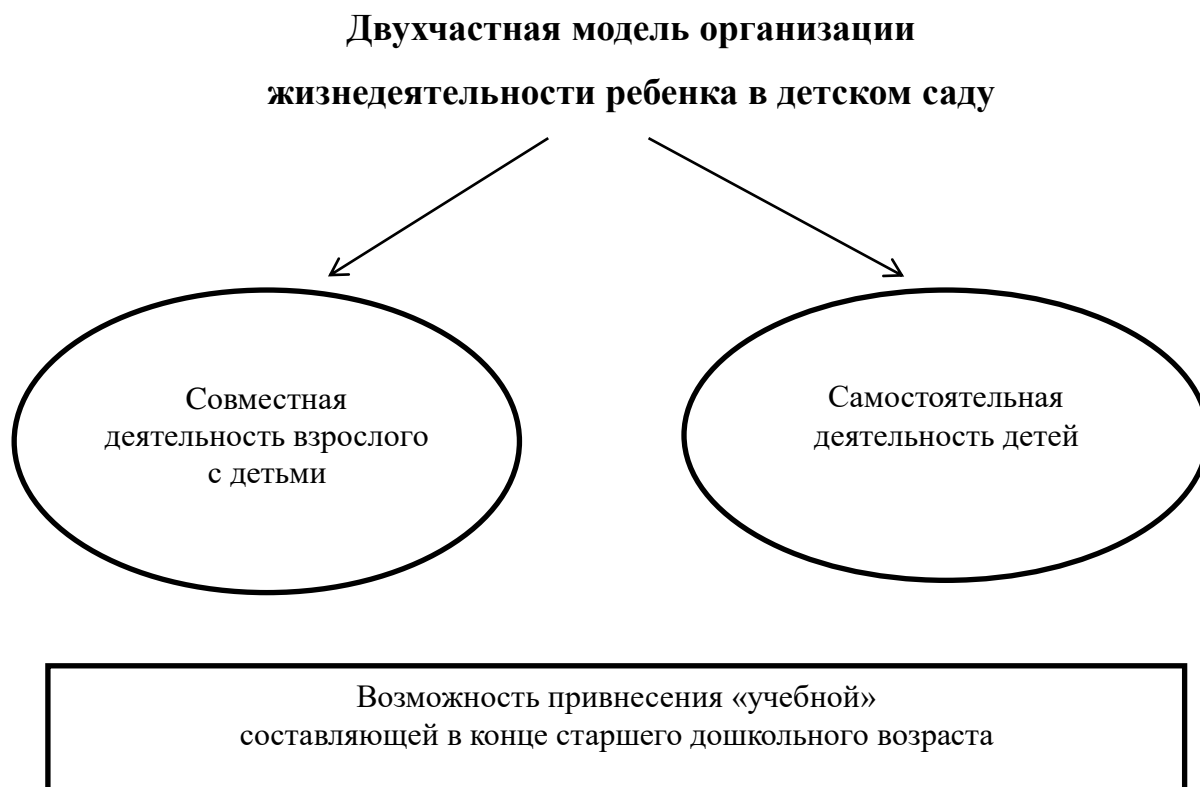 Двухчастная модель организации
жизнедеятельности ребенка в детском саду
Совместная
деятельность взрослого
с детьми
Самостоятельная
деятельность детей
Возможность привнесения «учебной»
составляющей в конце старшего дошкольного возраста